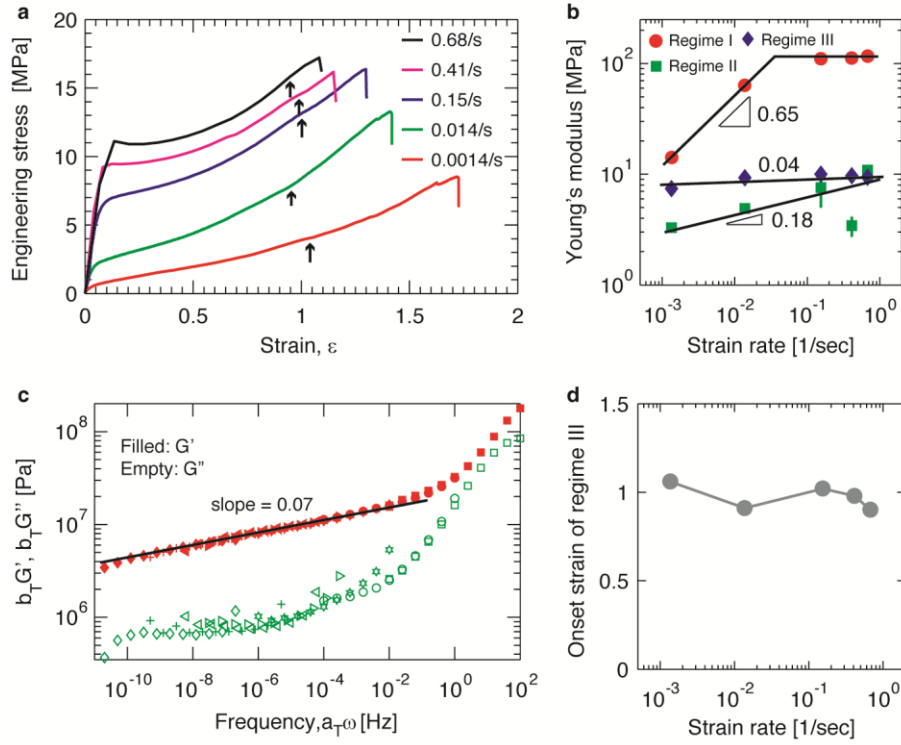 a
Engineering stress [MPa]
20
15
10
5
0
0.68/s
0.41/s
0.15/s
0.014/s
0.0014/s
0 0.5 1 1.5 2
Strain, ε
b
Young's modulus [MPa]
Regime I Regime III
Regime II
10²
10¹
10⁰
0.65
0.04
0.18
10⁻³ 10⁻² 10⁻¹ 10⁰
Strain rate [1/sec]
c
b_TG', b_TG" [Pa]
10⁸
10⁷
10⁶
Filled: G'
Empty: G"
slope = 0.07
10⁻¹⁰ 10⁻⁸ 10⁻⁶ 10⁻⁴ 10⁻² 10⁰ 10²
Frequency,a_Tω [Hz]
d
Onset strain of regime III
1.5
1
0.5
0
10⁻³ 10⁻² 10⁻¹ 10⁰
Strain rate [1/sec]